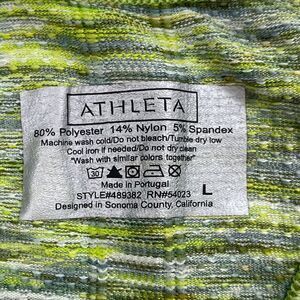 ATHLETA
80% Polyester 14% Nylon 5% Spandex
Machine wash cold/Do not bleach/Tumble dry low
Cool iron if needed/Do not dry clean
"Wash with similar colors together"
30
Made in Portugal
STYLE#489382 RN#54023 L
Designed in Sonoma County, California